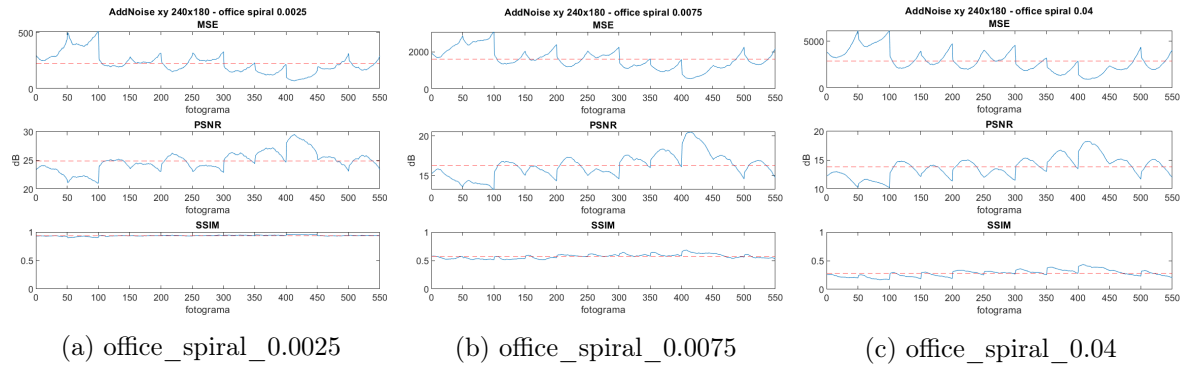 AddNoise xy 240x180 - office spiral 0.0025
MSE
500
0
0 50 100 150 200 250 300 350 400 450 500 550
fotograma
PSNR
30
25
20
dB
0 50 100 150 200 250 300 350 400 450 500 550
fotograma
SSIM
1
0.5
0
0 50 100 150 200 250 300 350 400 450 500 550
fotograma
(a) office_spiral_0.0025
AddNoise xy 240x180 - office spiral 0.0075
MSE
2000
0
0 50 100 150 200 250 300 350 400 450 500 550
fotograma
PSNR
20
15
dB
0 50 100 150 200 250 300 350 400 450 500 550
fotograma
SSIM
1
0.5
0
0 50 100 150 200 250 300 350 400 450 500 550
fotograma
(b) office_spiral_0.0075
AddNoise xy 240x180 - office spiral 0.04
MSE
5000
0
0 50 100 150 200 250 300 350 400 450 500 550
fotograma
PSNR
20
15
10
dB
0 50 100 150 200 250 300 350 400 450 500 550
fotograma
SSIM
1
0.5
0
0 50 100 150 200 250 300 350 400 450 500 550
fotograma
(c) office_spiral_0.04